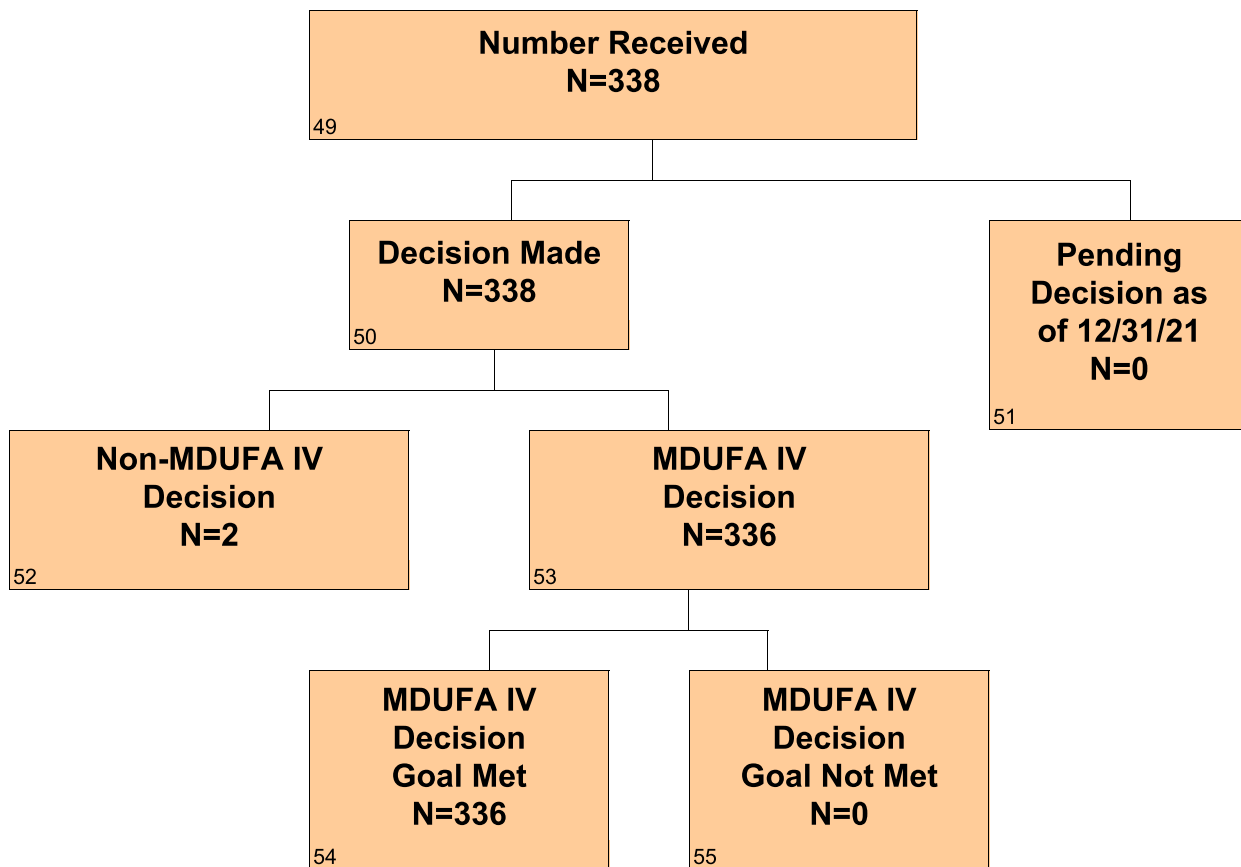 Number Received
N=338
49
Decision Made
N=338
50
Pending
Decision as
of 12/31/21
N=0
51
Non-MDUFA IV
Decision
N=2
52
MDUFA IV
Decision
N=336
53
MDUFA IV
Decision
Goal Met
N=336
54
MDUFA IV
Decision
Goal Not Met
N=0
55